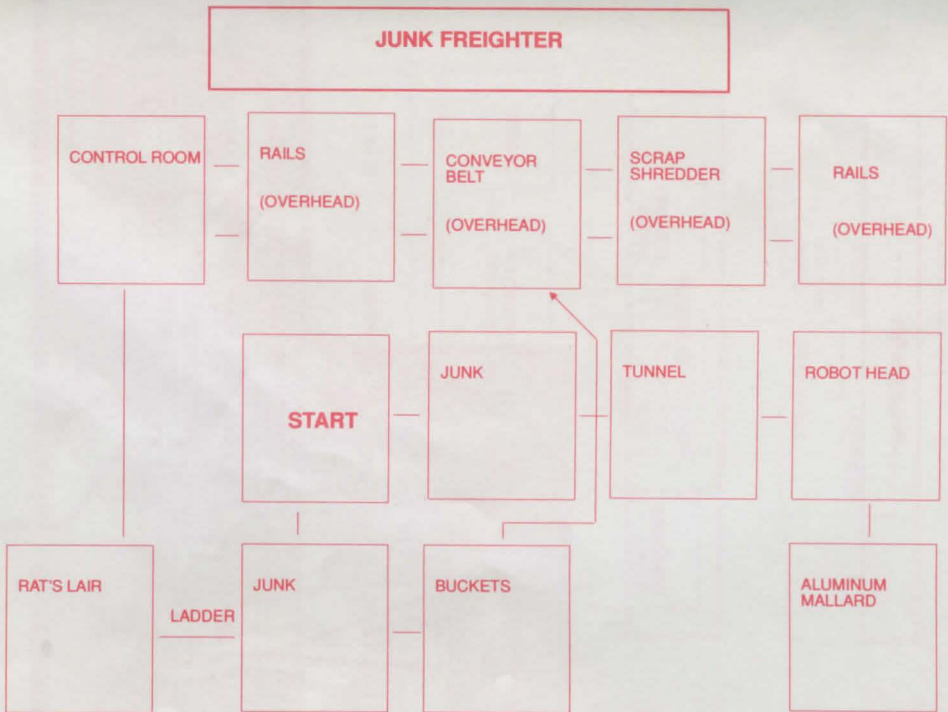 JUNK FREIGHTER
CONTROL ROOM
RAILS
(OVERHEAD)
CONVEYOR
BELT
(OVERHEAD)
SCRAP
SHREDDER
(OVERHEAD)
RAILS
(OVERHEAD)
START
JUNK
TUNNEL
ROBOT HEAD
RAT'S LAIR
LADDER
JUNK
BUCKETS
ALUMINUM
MALLARD